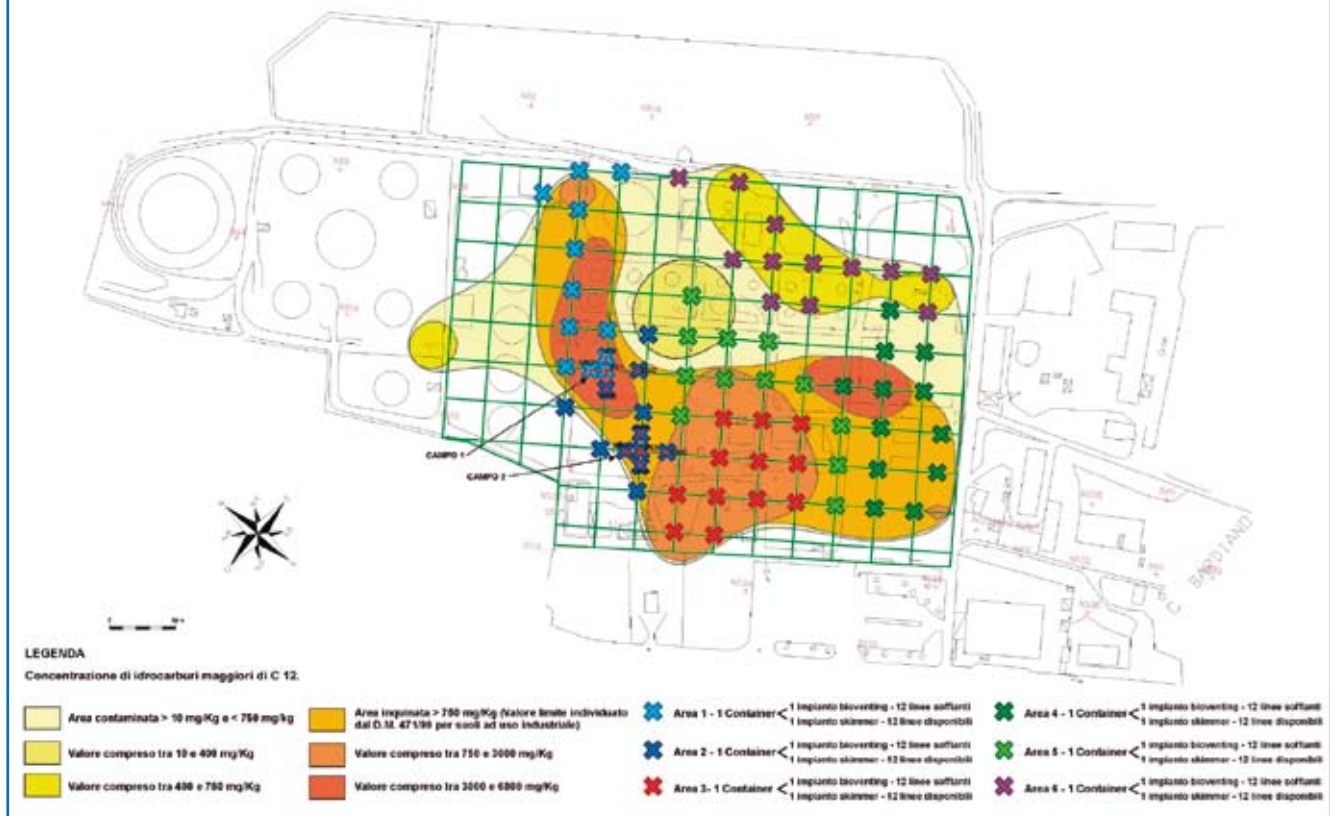 CAMPO 1
CAMPO 2
BARDIANO
LEGENDA
Concentrazione di idrocarburi maggiori di C 12.
Area contaminata > 10 mg/Kg e < 750 mg/kg
Valore compreso tra 10 e 400 mg/Kg
Valore compreso tra 400 e 750 mg/Kg
Area inquinata > 750 mg/Kg (Valore limite individuato
dal D.M. 471/99 per suoli ad uso industriale)
Valore compreso tra 750 e 3000 mg/Kg
Valore compreso tra 3000 e 6800 mg/Kg
Area 1 - 1 Container < 1 impianto bioventing - 12 linee soffianti
1 impianto skimmer - 12 linee disponibili
Area 2 - 1 Container < 1 impianto bioventing - 12 linee soffianti
1 impianto skimmer - 12 linee disponibili
Area 3- 1 Container < 1 impianto bioventing - 12 linee soffianti
1 impianto skimmer - 12 linee disponibili
Area 4 - 1 Container < 1 impianto bioventing - 12 linee soffianti
1 impianto skimmer - 12 linee disponibili
Area 5 - 1 Container < 1 impianto bioventing - 12 linee soffianti
1 impianto skimmer - 12 linee disponibili
Area 6 - 1 Container < 1 impianto bioventing - 12 linee soffianti
1 impianto skimmer - 12 linee disponibili